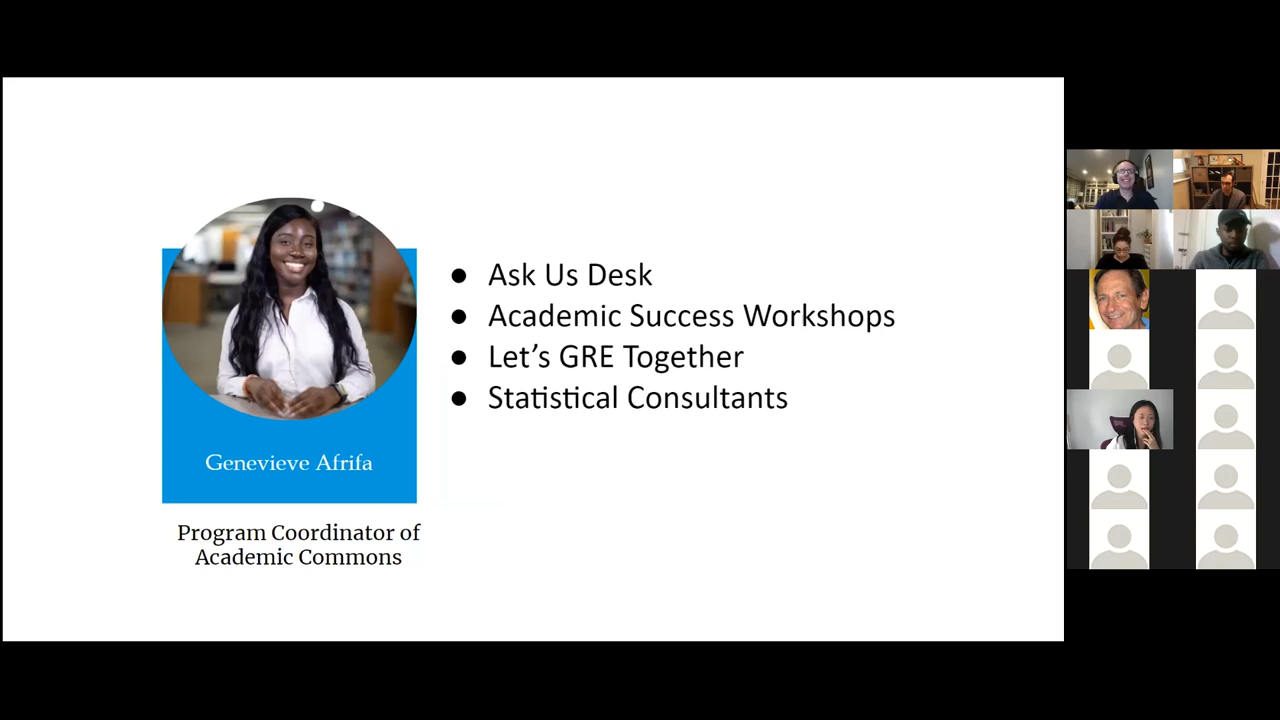 Genevieve Afrifa
Program Coordinator of
Academic Commons
● Ask Us Desk
● Academic Success Workshops
● Let’s GRE Together
● Statistical Consultants